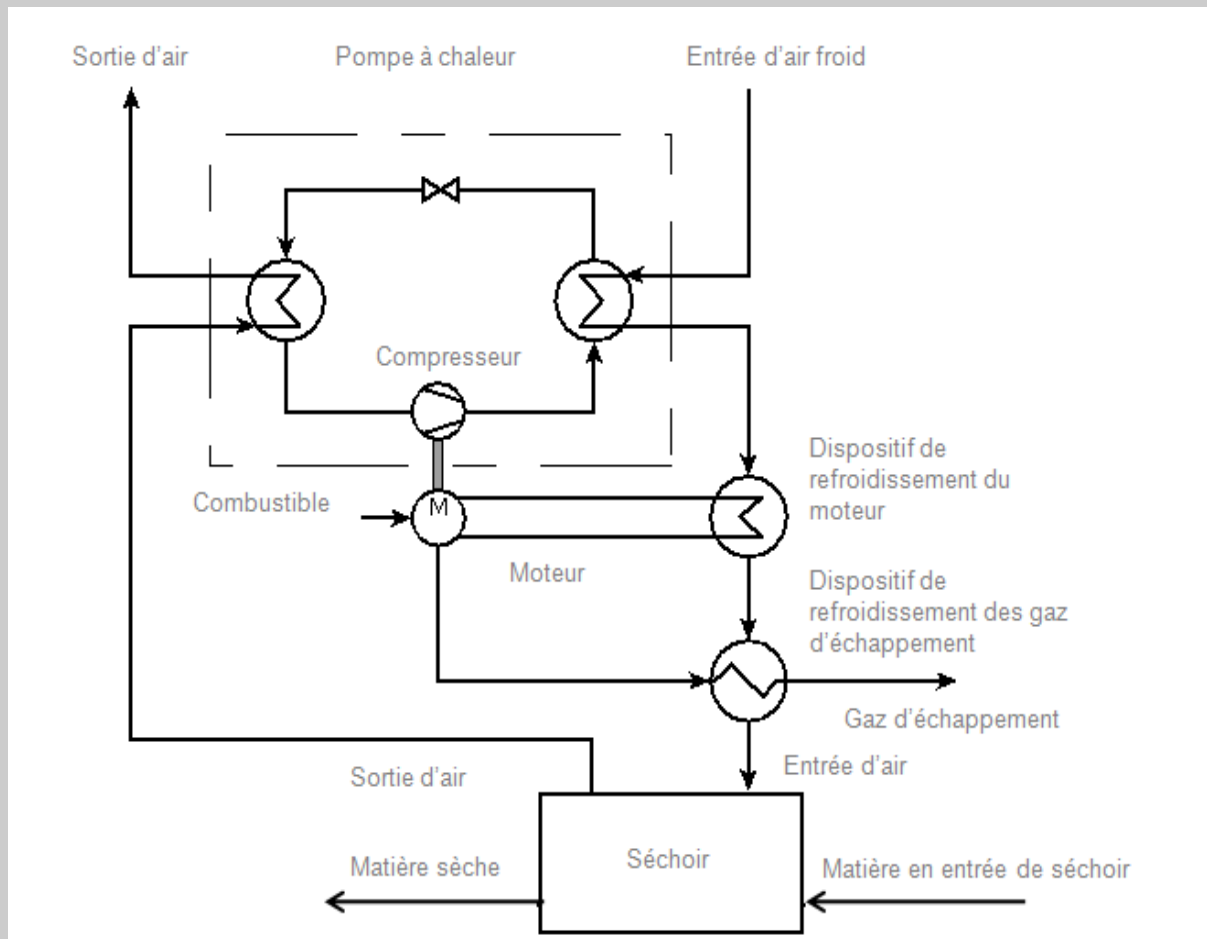 Sortie d’air
Pompe à chaleur
Entrée d’air froid
Compresseur
Dispositif de
refroidissement du
moteur
Combustible
M
Moteur
Dispositif de
refroidissement des gaz
d’échappement
Gaz d’échappement
Sortie d’air
Entrée d’air
Matière sèche
Séchoir
Matière en entrée de séchoir